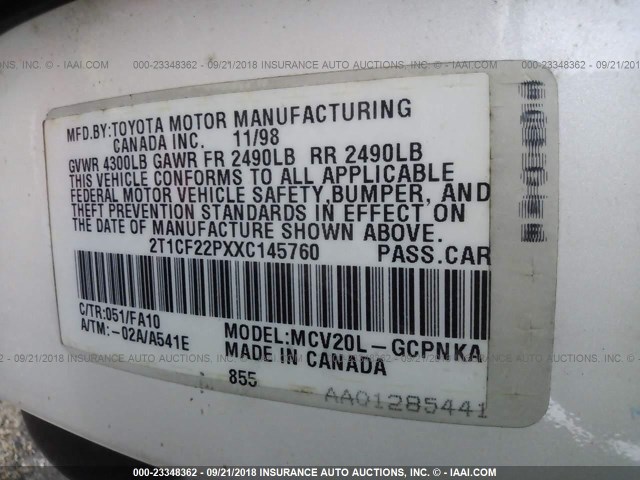 ANCE AUTO AUCTIONS, INC. - IAAI.COM 000-23348362 - 09/21/2018 INSURANCE AUTO AUCTIONS, INC. - IAAI.COM 000-23348362 - 09/21/2018
MFD.BY:TOYOTA MOTOR MANUFACTURING
CANADA INC. 11/98
GVWR 4300LB GAWR FR 2490LB RR 2490LB
THIS VEHICLE CONFORMS TO ALL APPLICABLE
FEDERAL MOTOR VEHICLE SAFETY,BUMPER, AND
THEFT PREVENTION STANDARDS IN EFFECT ON
THE DATE OF MANUFACTURE SHOWN ABOVE.
2T1CF22PXXC145760 PASS.CAR
C/TR:051/FA10
A/TM:-02A/A541E
MODEL:MCV20L-GCPNKA
MADE IN CANADA
855
AA01285441
000-23348362 - 09/21/2018 INSURANCE AUTO AUCTIONS, INC. - IAAI.COM